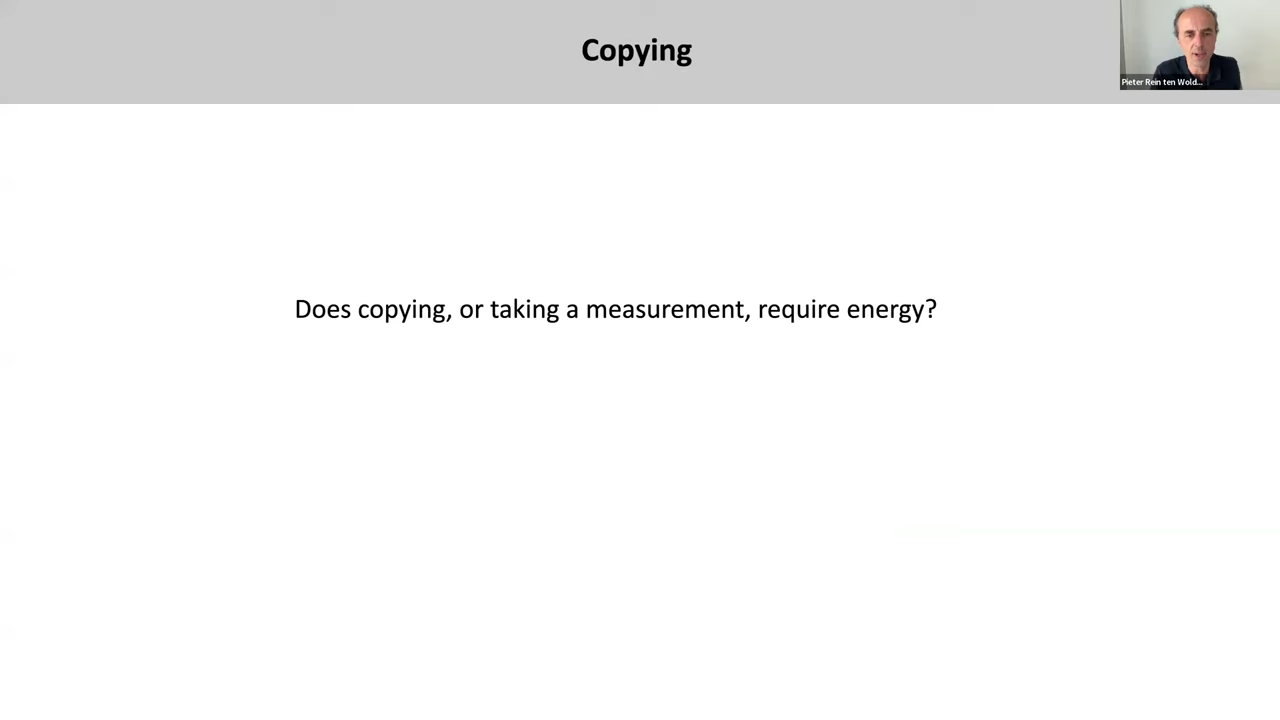 Copying
Pieter Rein ten Wold...
Does copying, or taking a measurement, require energy?